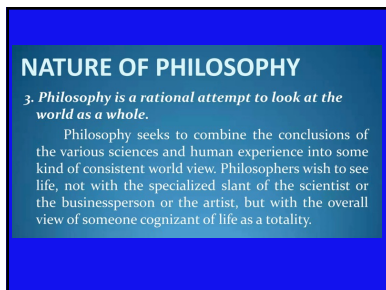 NATURE OF PHILOSOPHY
3. Philosophy is a rational attempt to look at the
world as a whole.
Philosophy seeks to combine the conclusions of
the various sciences and human experience into some
kind of consistent world view. Philosophers wish to see
life, not with the specialized slant of the scientist or
the businessperson or the artist, but with the overall
view of someone cognizant of life as a totality.